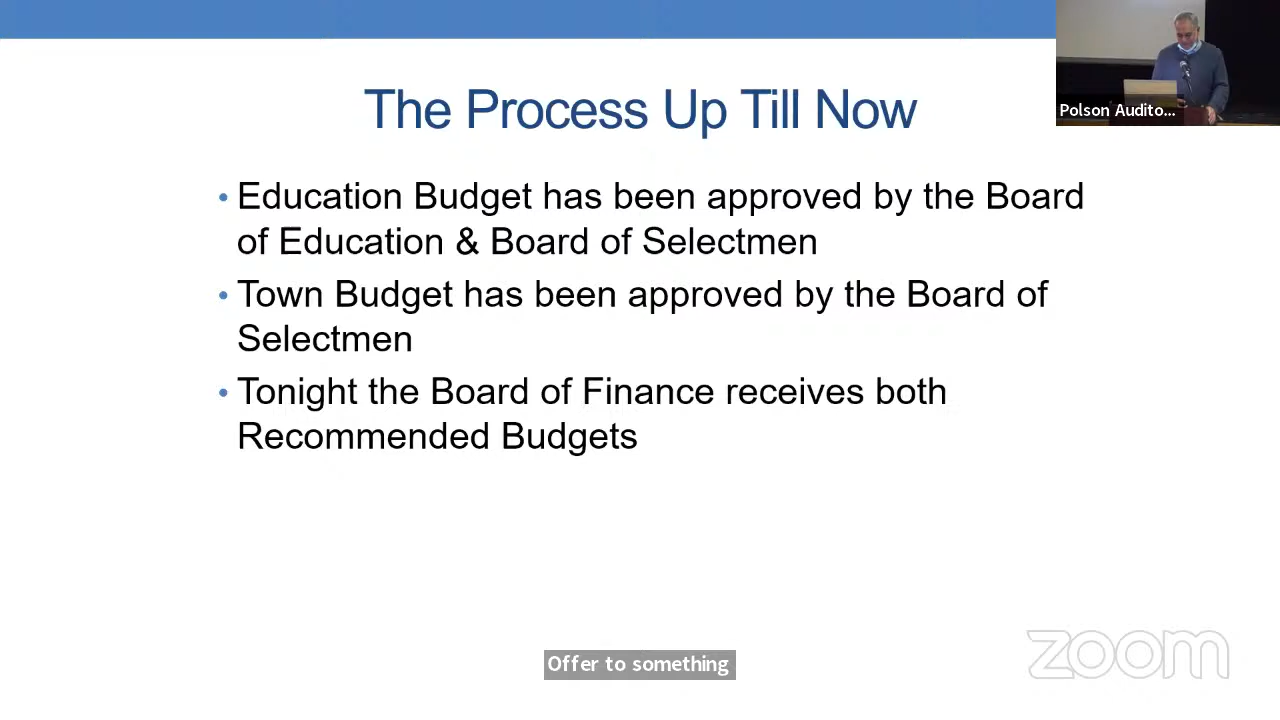 The Process Up Till Now
Polson Audito...
• Education Budget has been approved by the Board
of Education & Board of Selectmen
• Town Budget has been approved by the Board of
Selectmen
• Tonight the Board of Finance receives both
Recommended Budgets
Offer to something
zoom